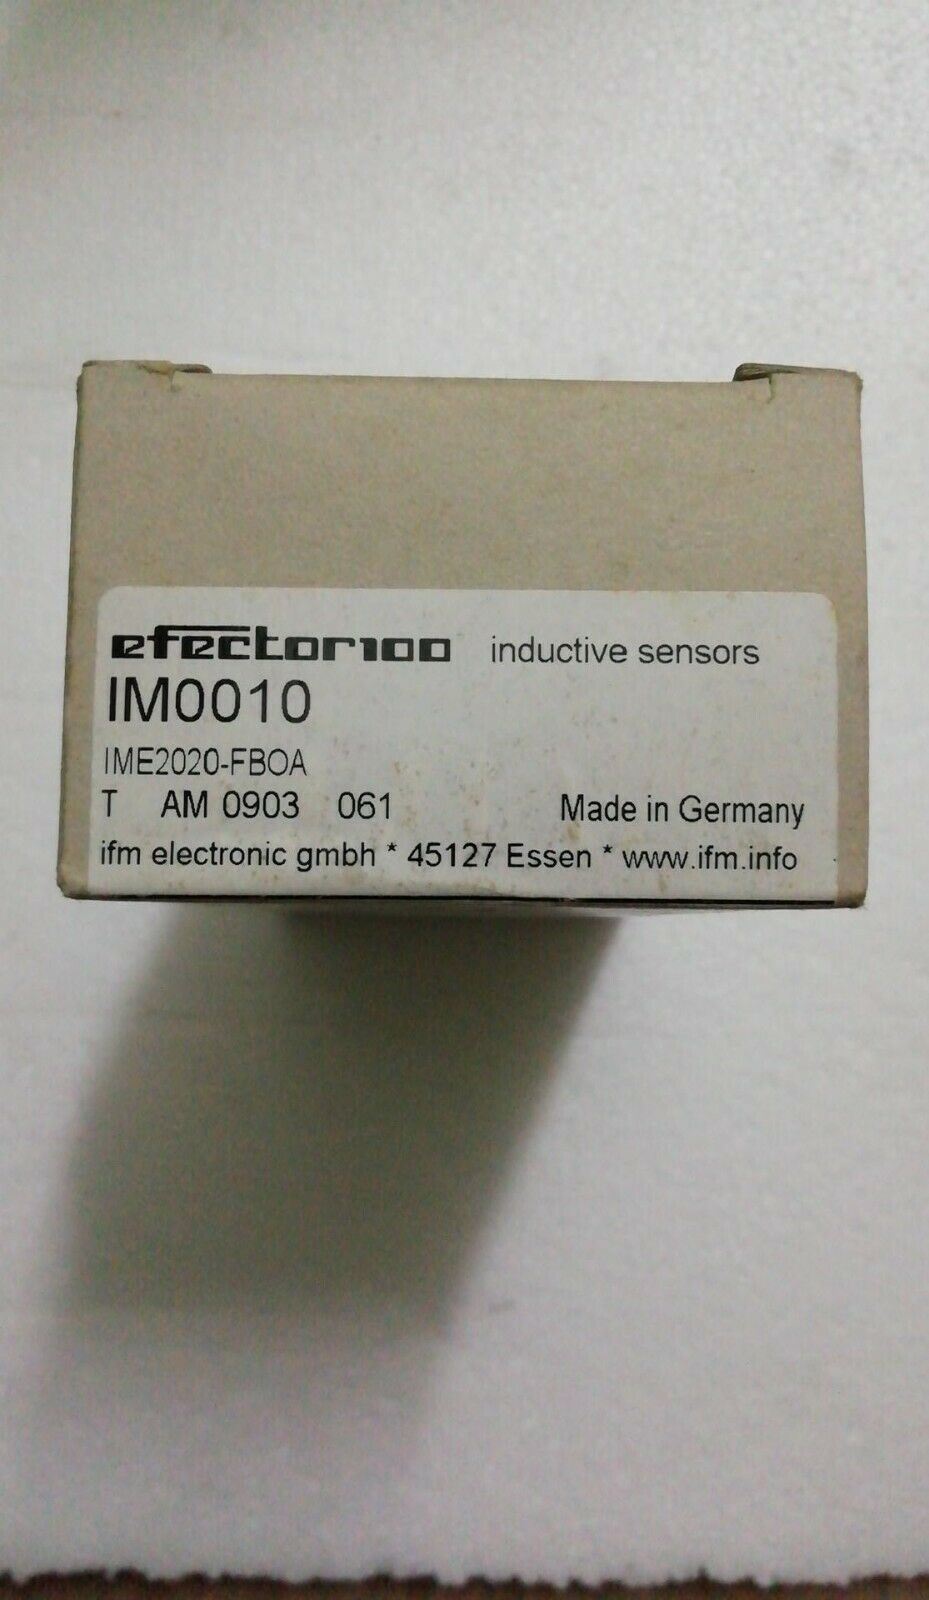 efector100 inductive sensors
IM0010
IME2020-FBOA
T AM 0903 061 Made in Germany
ifm electronic gmbh * 45127 Essen * www.ifm.info